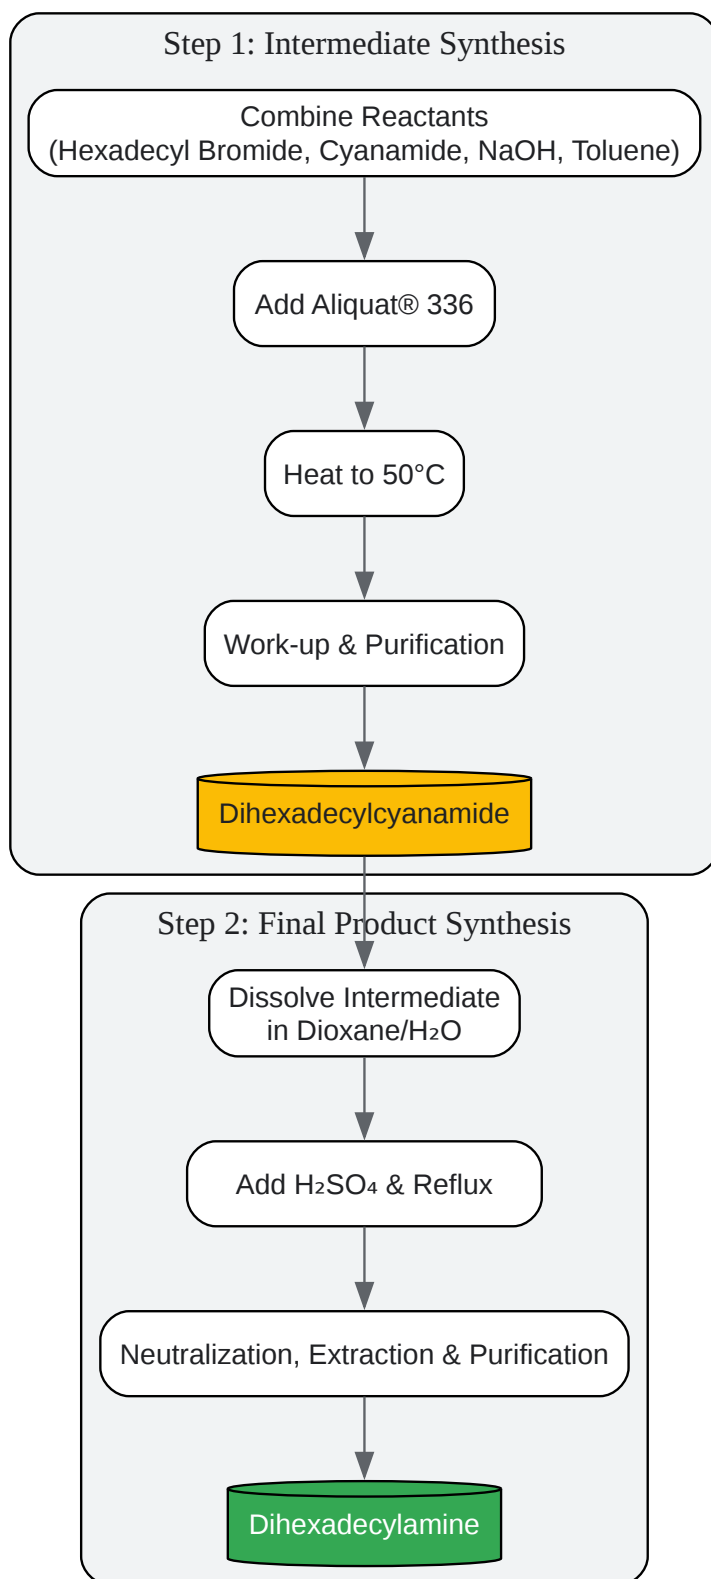 Step 1: Intermediate Synthesis
Combine Reactants
(Hexadecyl Bromide, Cyanamide, NaOH, Toluene)
Add Aliquat® 336
Heat to 50°C
Work-up & Purification
Dihexadecylcyanamide
Step 2: Final Product Synthesis
Dissolve Intermediate
in Dioxane/H₂O
Add H₂SO₄ & Reflux
Neutralization, Extraction & Purification
Dihexadecylamine